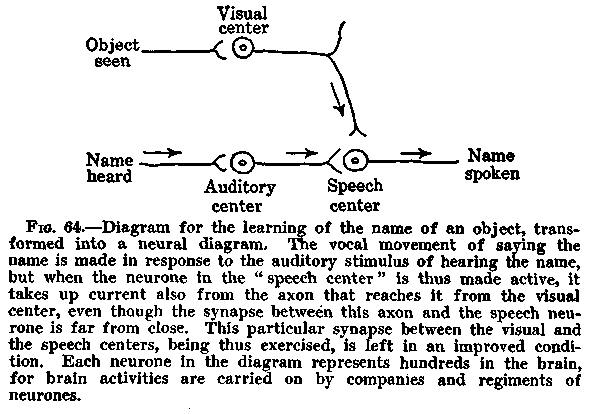 Visual
center
Object
seen
Name
heard
Auditory
center
Speech
center
Name
spoken
FIG. 64.—Diagram for the learning of the name of an object, trans-
formed into a neural diagram. The vocal movement of saying the
name is made in response to the auditory stimulus of hearing the name,
but when the neurone in the "speech center" is thus made active, it
takes up current also from the axon that reaches it from the visual
center, even though the synapse between this axon and the speech neu-
rone is far from close. This particular synapse between the visual and
the speech centers, being thus exercised, is left in an improved condi-
tion. Each neurone in the diagram represents hundreds in the brain,
for brain activities are carried on by companies and regiments of
neurones.